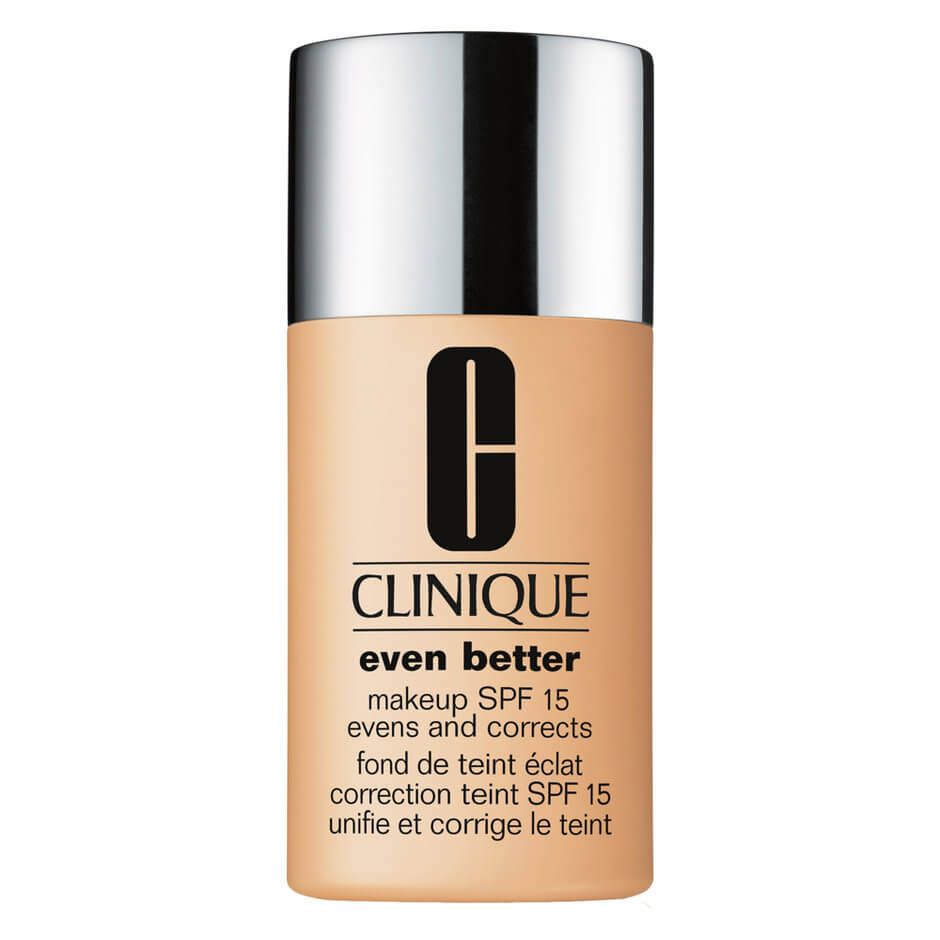 C
CLINIQUE
even better
makeup SPF 15
evens and corrects
fond de teint éclat
correction teint SPF 15
unifie et corrige le teint